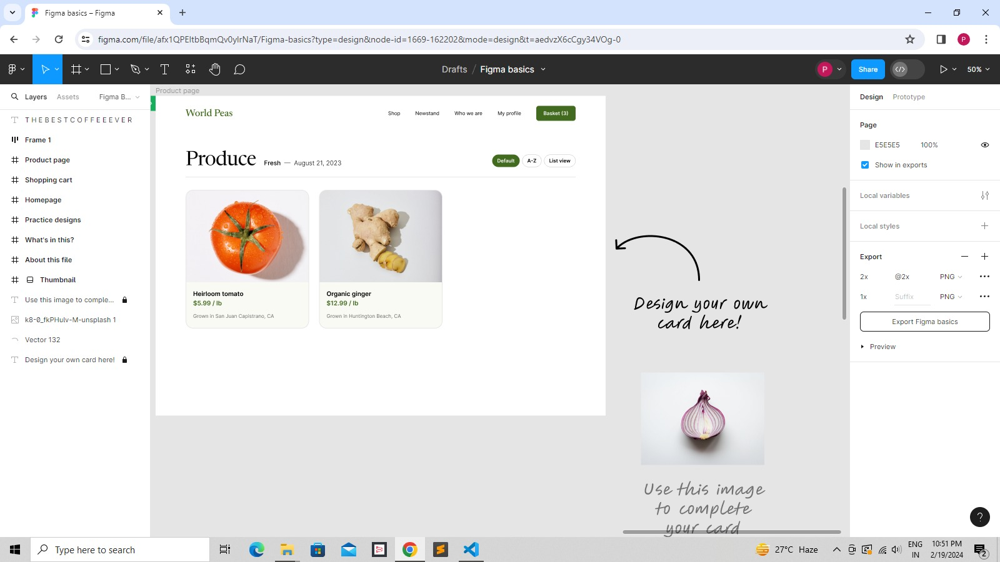 Figma basics – Figma
figma.com/file/afx1QPEltbBqmQv0ylrNaT/Figma-basics?type=design&node-id=1669-162202&mode=design&t=aedvzX6cCgy34VOg-0
Drafts / Figma basics
P
Share
50%
Layers
Assets
Figma B...
THEBESTCOFFEEEVER
Frame 1
Product page
Shopping cart
Homepage
Practice designs
What's in this?
About this file
Thumbnail
Use this image to comple...
k8-0_fkPHulv-M-unsplash 1
Vector 132
Design your own card here!
Product page
World Peas
Shop
Newstand
Who we are
My profile
Basket (3)
Produce
Fresh — August 21, 2023
Default
A-Z
List view
Heirloom tomato
$5.99 / lb
Grown in San Juan Capistrano, CA
Organic ginger
$12.99 / lb
Grown in Huntington Beach, CA
Design your own
card here!
Use this image
to complete
your card
Design
Prototype
Page
E5E5E5
100%
Show in exports
Local variables
Local styles
Export
2x
@2x
PNG
1x
Suffix
PNG
Export Figma basics
Preview
?
Type here to search
27°C Haze
ENG
IN
10:51 PM
2/19/2024
2